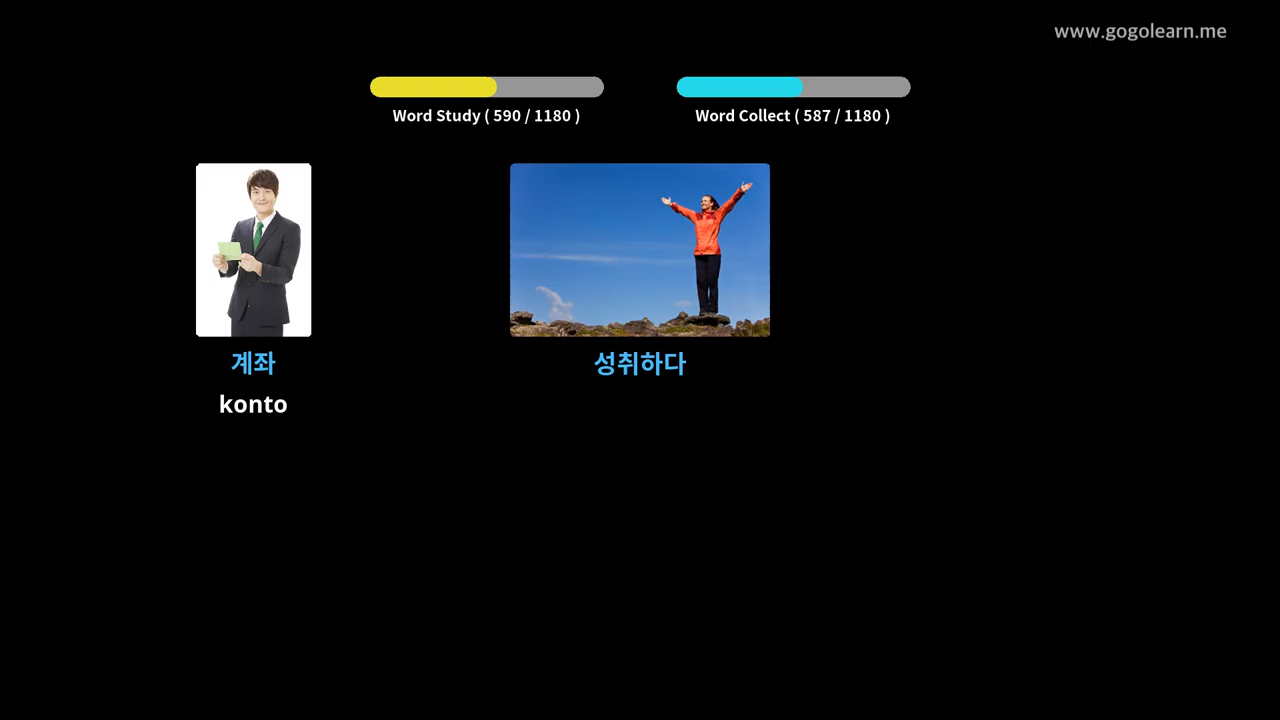 www.gogolearn.me
Word Study ( 590 / 1180 )
Word Collect ( 587 / 1180 )
계좌
성취하다
konto